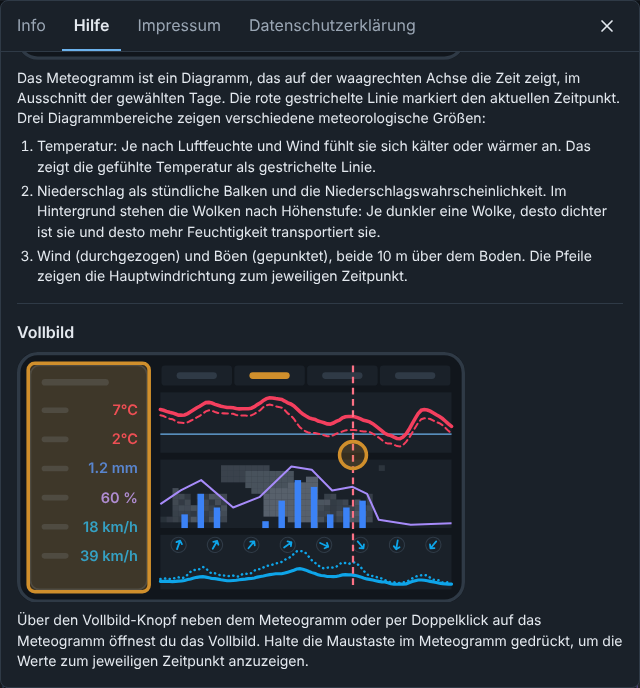 Info Hilfe Impressum Datenschutzerklärung
Das Meteogramm ist ein Diagramm, das auf der waagrechten Achse die Zeit zeigt, im
Ausschnitt der gewählten Tage. Die rote gestrichelte Linie markiert den aktuellen Zeitpunkt.
Drei Diagrammbereiche zeigen verschiedene meteorologische Größen:
1. Temperatur: Je nach Luftfeuchte und Wind fühlt sie sich kälter oder wärmer an. Das
zeigt die gefühlte Temperatur als gestrichelte Linie.
2. Niederschlag als stündliche Balken und die Niederschlagswahrscheinlichkeit. Im
Hintergrund stehen die Wolken nach Höhenstufe: Je dunkler eine Wolke, desto dichter
ist sie und desto mehr Feuchtigkeit transportiert sie.
3. Wind (durchgezogen) und Böen (gepunktet), beide 10 m über dem Boden. Die Pfeile
zeigen die Hauptwindrichtung zum jeweiligen Zeitpunkt.
Vollbild
7°C
2°C
1.2 mm
60 %
18 km/h
39 km/h
Über den Vollbild-Knopf neben dem Meteogramm oder per Doppelklick auf das
Meteogramm öffnest du das Vollbild. Halte die Maustaste im Meteogramm gedrückt, um die
Werte zum jeweiligen Zeitpunkt anzuzeigen.